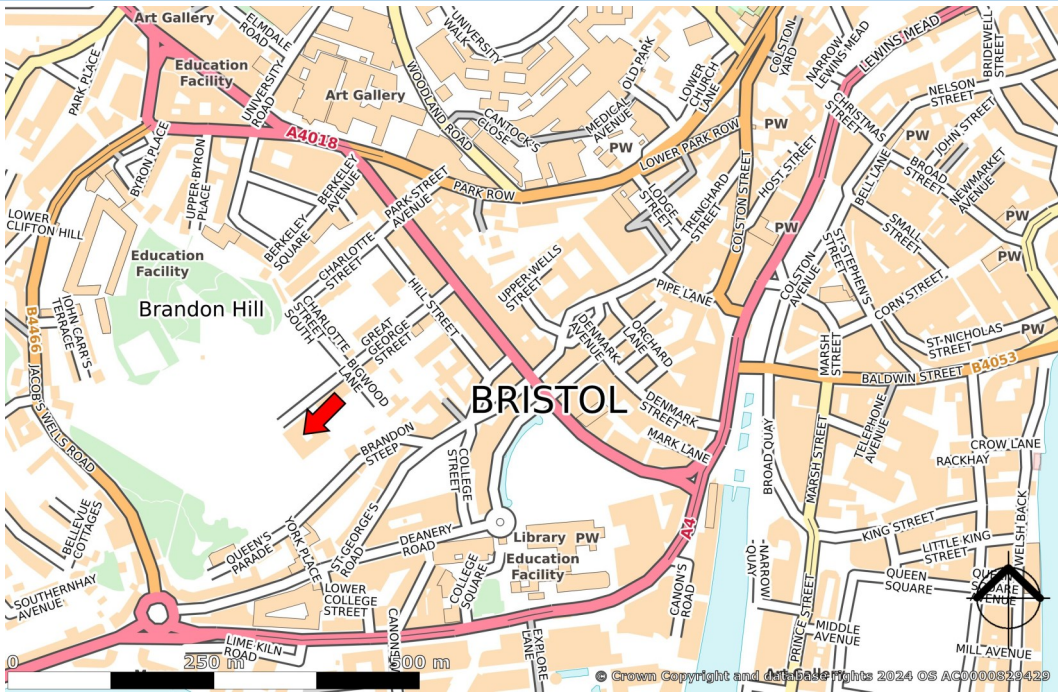 Art Gallery
ELMDALE
ROAD
UNIVERSITY
WALK
OLD PARK
COLSTON
YARD
NARROW
LEWINS MEAD
LEWINS MEAD
BRIDEWELL
STREET
PARK PLACE
Education
Facility
UNIVERSITY
ROAD
Art Gallery
WOODLAND ROAD
CANTOCK'S
CLOSE
MEDICAL
AVENUE
LOWER
CHURCH
LANE
NELSON
STREET
CHRISTMAS
STREET
PW
JOHN STREET
BYRON PLACE
A4018
PW
LOWER PARK ROW
PW
HOST STREET
BELL LANE
BROAD
STREET
NEWMARKET
AVENUE
UPPER-BYRON
PLACE
BERKELEY
AVENUE
PARK-STREET
AVENUE
PARK ROW
LODGE
STREET
TRENCHARD
STREET
COLSTON STREET
PW
LOWER
CLIFTON HILL
BERKELEY
SQUARE
CHARLOTTE
STREET
SMALL
STREET
PW
PW
Education
Facility
UPPER-WELLS
STREET
COLSTON
AVENUE
ST-STEPHEN'S
STREET
CORN STREET
Brandon Hill
PIPE LANE
B4466
JOHN CARR'S
TERRACE
CHARLOTTE
STREET
SOUTH
HILL STREET
GREAT
GEORGE
STREET
DENMARK
AVENUE
ORCHARD
LANE
ST-NICHOLAS
STREET
PW
MARSH
STREET
BALDWIN STREET
B4053
JACOB'S WELLS ROAD
BIGWOOD
LANE
BRISTOL
DENMARK
STREET
MARK LANE
BRANDON
STEEP
BROAD QUAY
MARSH STREET
TELEPHONE
AVENUE
CROW LANE
RACKHAY
COLLEGE
STREET
A4
WELSH BACK
BELLEVUE
COTTAGES
QUEEN'S
PARADE
YORK PLACE
ST-GEORGE'S
ROAD
DEANERY
ROAD
Library
PW
Education
Facility
KING STREET
LITTLE KING
STREET
NARROW
QUAY
PRINCE STREET
QUEEN
SQUARE
QUEEN
SQUARE
AVENUE
SOUTHERNHAY
AVENUE
LOWER
COLLEGE
STREET
COLLEGE
SQUARE
CANON'S
ROAD
MIDDLE
AVENUE
MILL AVENUE
LIME KILN
ROAD
EXPLORE
LANE
0
250 m
500 m
© Crown Copyright and database rights 2024 OS AC0000829429